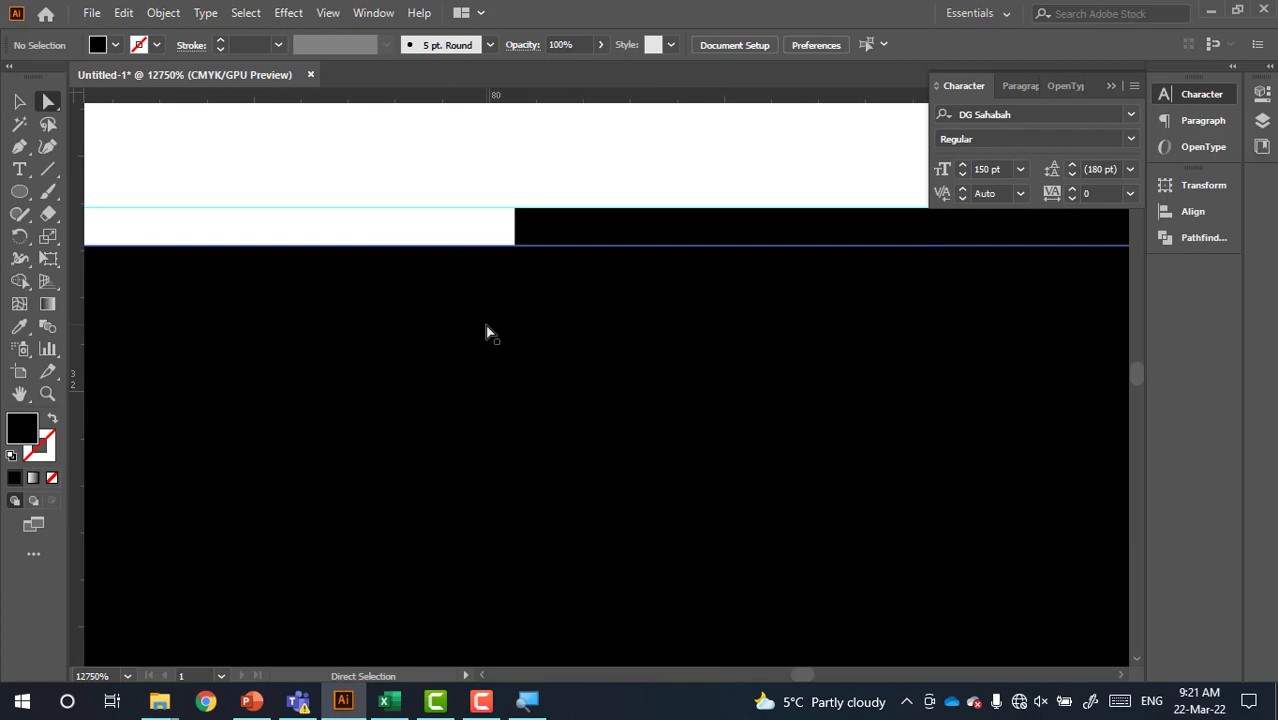 Ai File Edit Object Type Select Effect View Window Help Essentials Search Adobe Stock
No Selection Stroke: 5 pt. Round Opacity: 100% Style: Document Setup Preferences
Untitled-1* @ 12750% (CMYK/GPU Preview)
80
Character Paragrap OpenTyp
DG Sahabah
Regular
150 pt (180 pt)
Auto 0
Character
Paragraph
OpenType
Transform
Align
Pathfind...
3
2
12750% 1 Direct Selection
5°C Partly cloudy ENG 9:21 AM
22-Mar-22